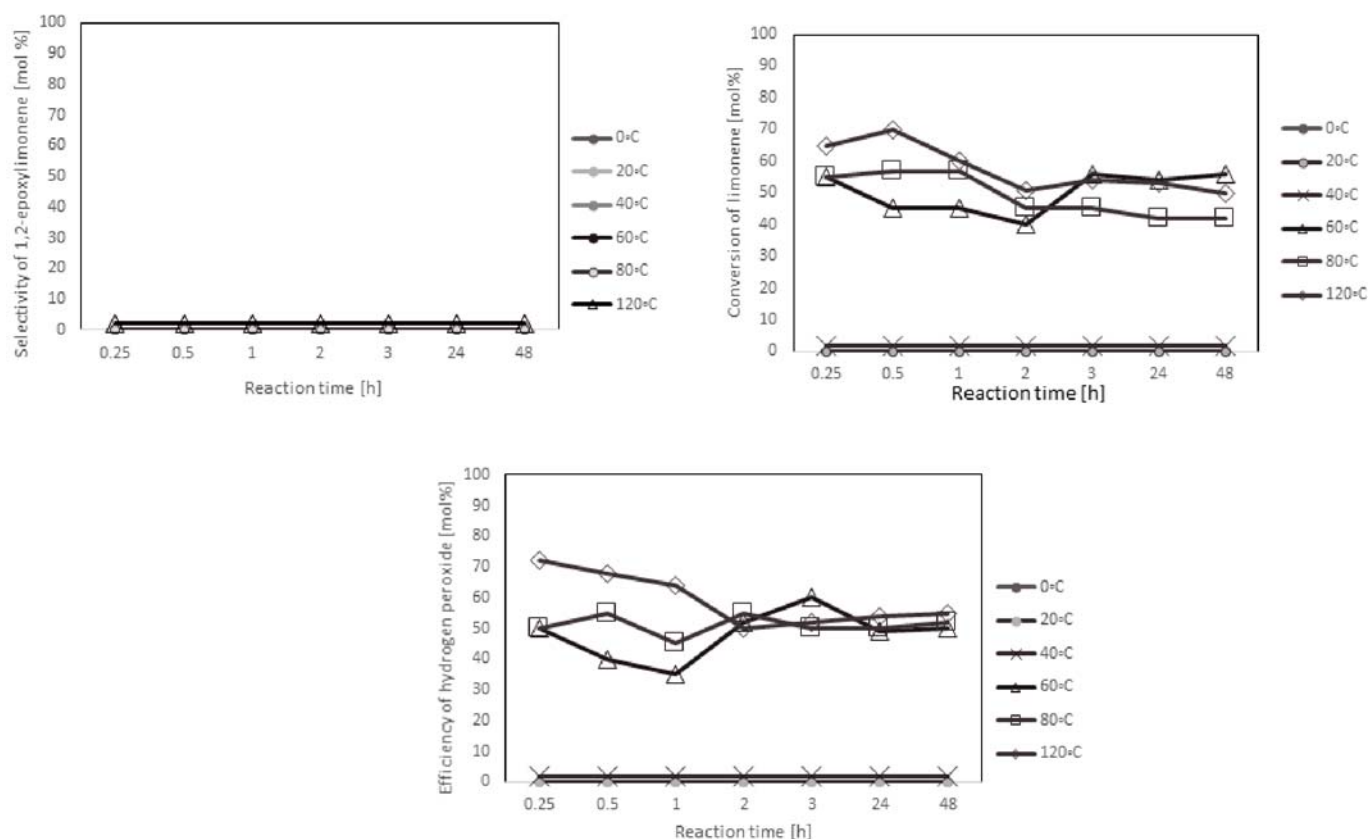 Selectivity of 1,2-epoxylimonene [mol %]
100
90
80
70
60
50
40
30
20
10
0
0.25 0.5 1 2 3 24 48
Reaction time [h]
0∘C
20∘C
40∘C
60∘C
80∘C
120∘C
Conversion of limonene [mol%]
100
90
80
70
60
50
40
30
20
10
0
0.25 0.5 1 2 3 24 48
Reaction time [h]
0∘C
20∘C
40∘C
60∘C
80∘C
120∘C
Efficiency of hydrogen peroxide [mol%]
100
90
80
70
60
50
40
30
20
10
0
0.25 0.5 1 2 3 24 48
Reaction time [h]
0∘C
20∘C
40∘C
60∘C
80∘C
120∘C